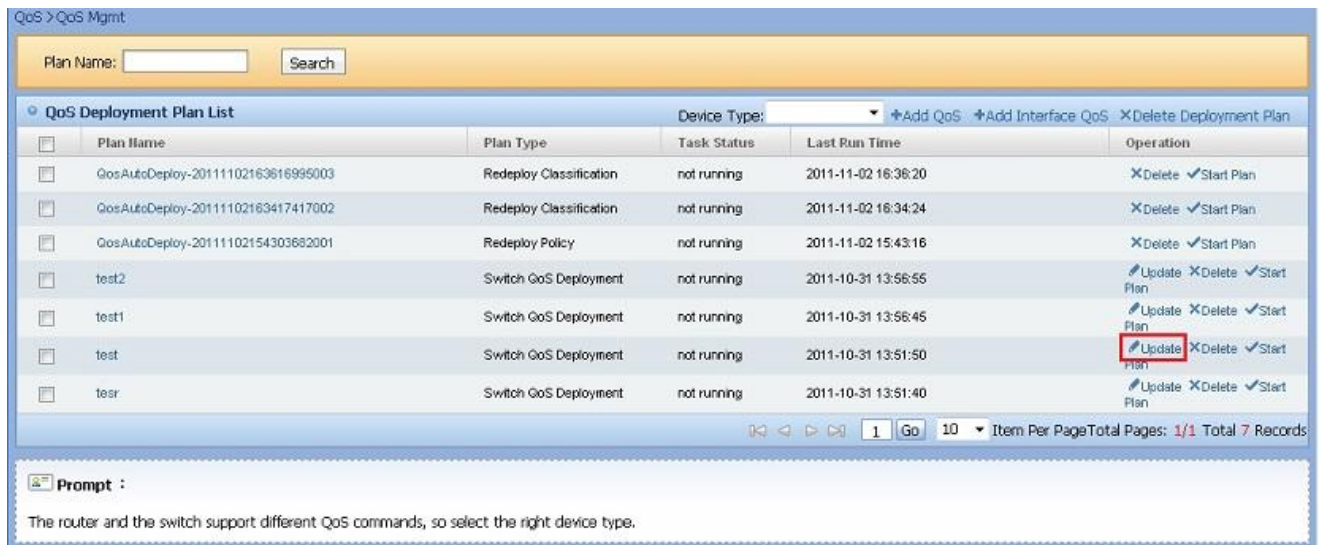 QoS > QoS Mgmt
Plan Name: Search
QoS Deployment Plan List Device Type: +Add QoS +Add Interface QoS ×Delete Deployment Plan
Plan Name Plan Type Task Status Last Run Time Operation
QosAutoDeploy-20111102163616995003 Redeploy Classification not running 2011-11-02 16:36:20 ×Delete ✓Start Plan
QosAutoDeploy-20111102163417417002 Redeploy Classification not running 2011-11-02 16:34:24 ×Delete ✓Start Plan
QosAutoDeploy-20111102154303682001 Redeploy Policy not running 2011-11-02 15:43:16 ×Delete ✓Start Plan
test2 Switch QoS Deployment not running 2011-10-31 13:56:55 Update ×Delete ✓Start
Plan
test1 Switch QoS Deployment not running 2011-10-31 13:56:45 Update ×Delete ✓Start
Plan
test Switch QoS Deployment not running 2011-10-31 13:51:50 Update ×Delete ✓Start
Plan
tesr Switch QoS Deployment not running 2011-10-31 13:51:40 Update ×Delete ✓Start
Plan
1 Go 10 Item Per PageTotal Pages: 1/1 Total 7 Records
Prompt :
The router and the switch support different QoS commands, so select the right device type.